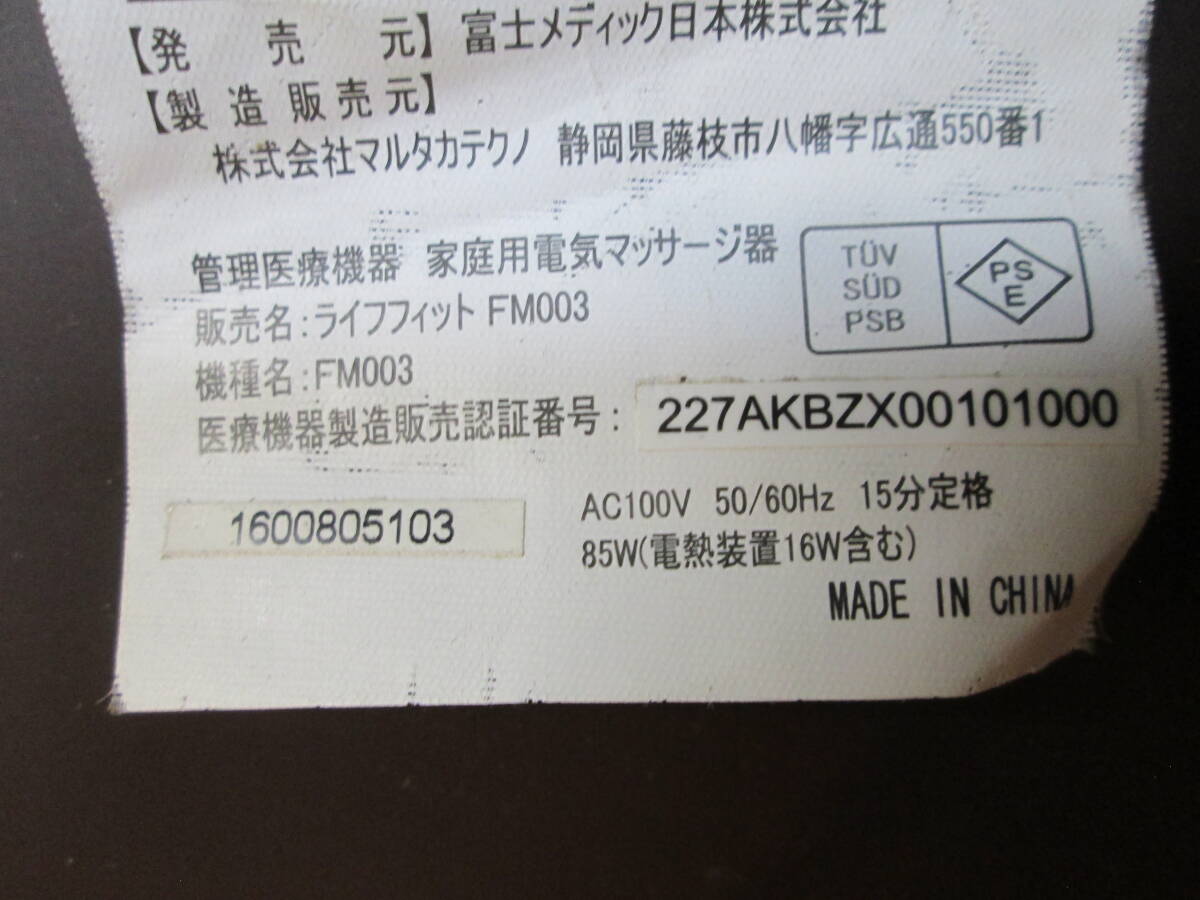 【発売元】富士メディック日本株式会社
【製造販売元】
株式会社マルタカテクノ 静岡県藤枝市八幡字広通550番1
管理医療機器 家庭用電気マッサージ器
販売名:ライフフィット FM003
機種名:FM003
医療機器製造販売認証番号: 227AKBZX00101000
TÜV
SÜD
PSB
PS
E
1600805103
AC100V 50/60Hz 15分定格
85W(電熱装置16W含む)
MADE IN CHINA